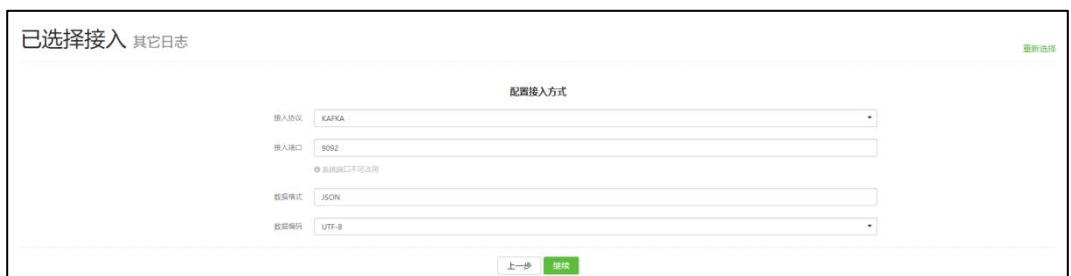 已选择接入 其它日志
重新选择
配置接入方式
接入协议 KAFKA
接入端口 9092
系统端口不可占用
数据格式 JSON
数据编码 UTF-8
上一步 继续